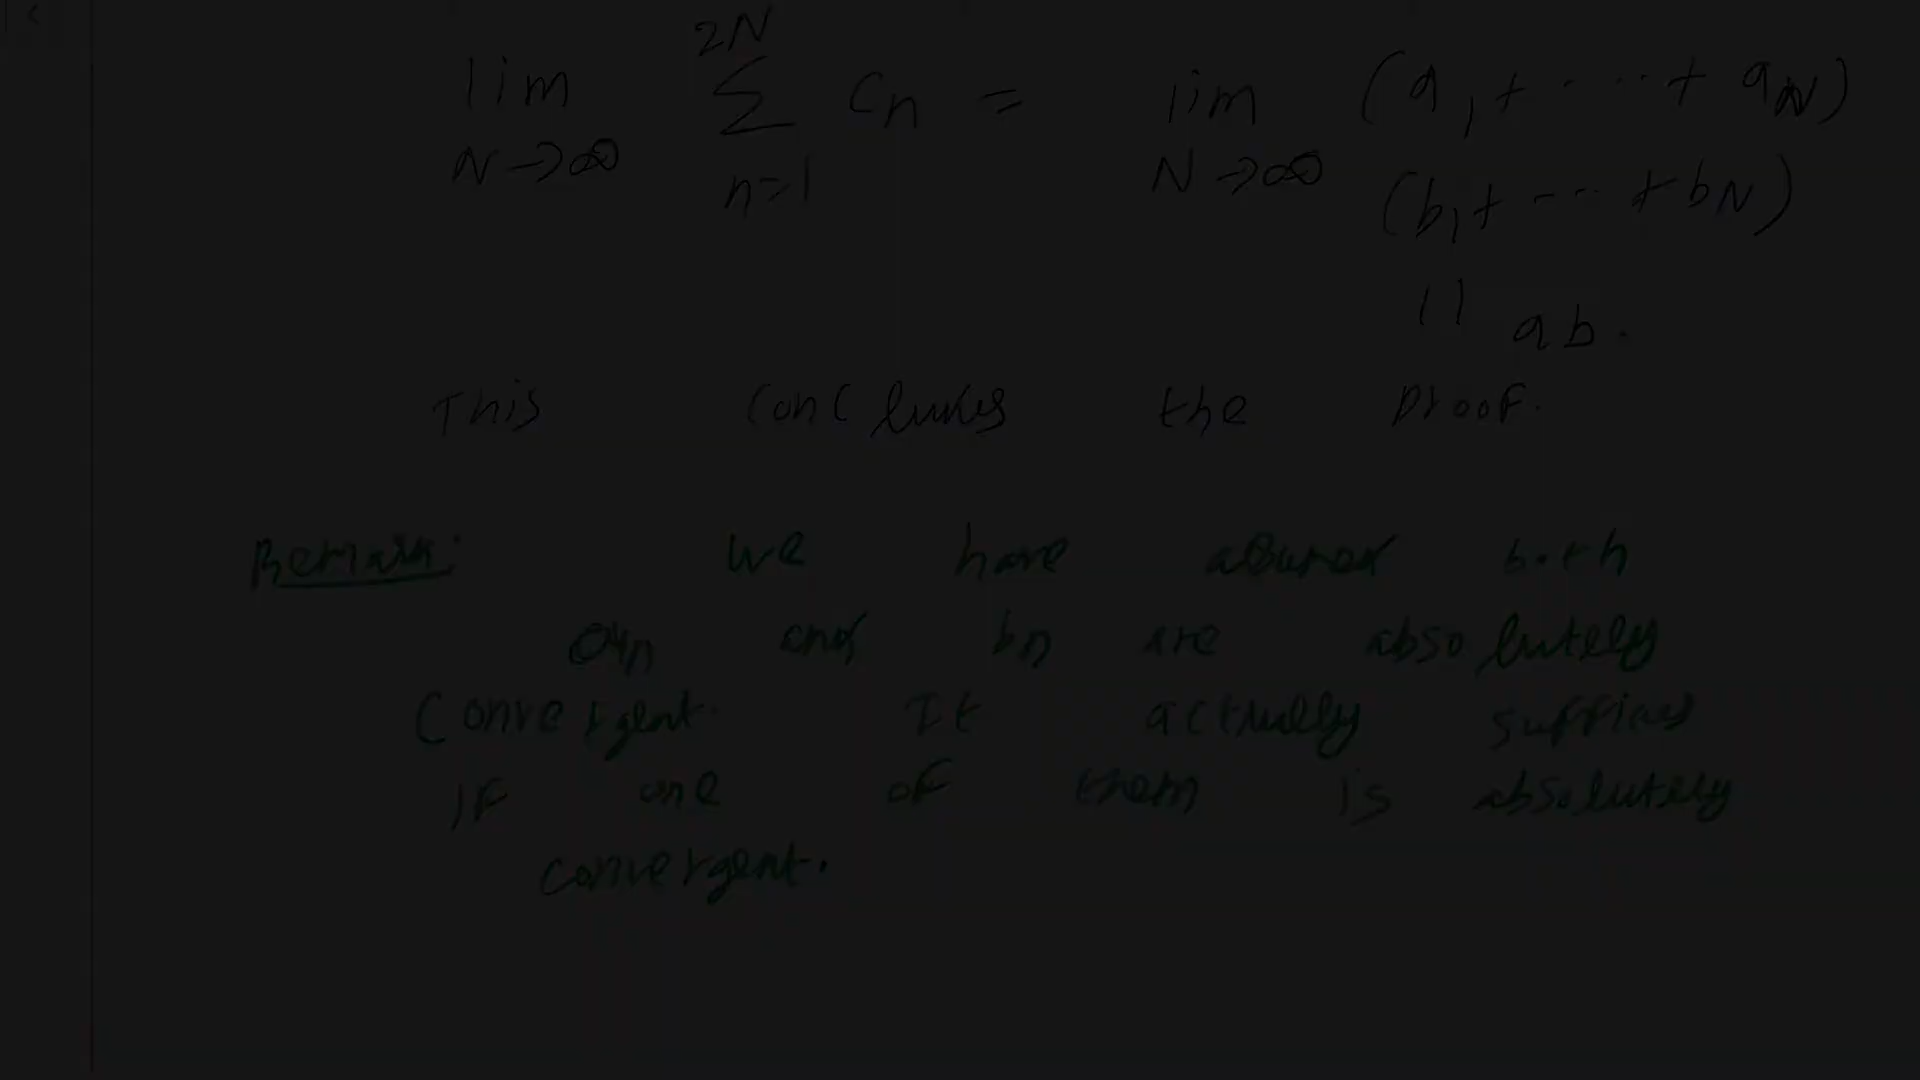 lim N→∞ 2N ∑ n=1 Cn = lim N→∞ (a1 + ... + aN)
(b1 + ... + bN)
|| ab.
This concludes the proof.
Remark: we have assumed both
an and bn are absolutely
convergent. It actually suffices
if one of them is absolutely
convergent.